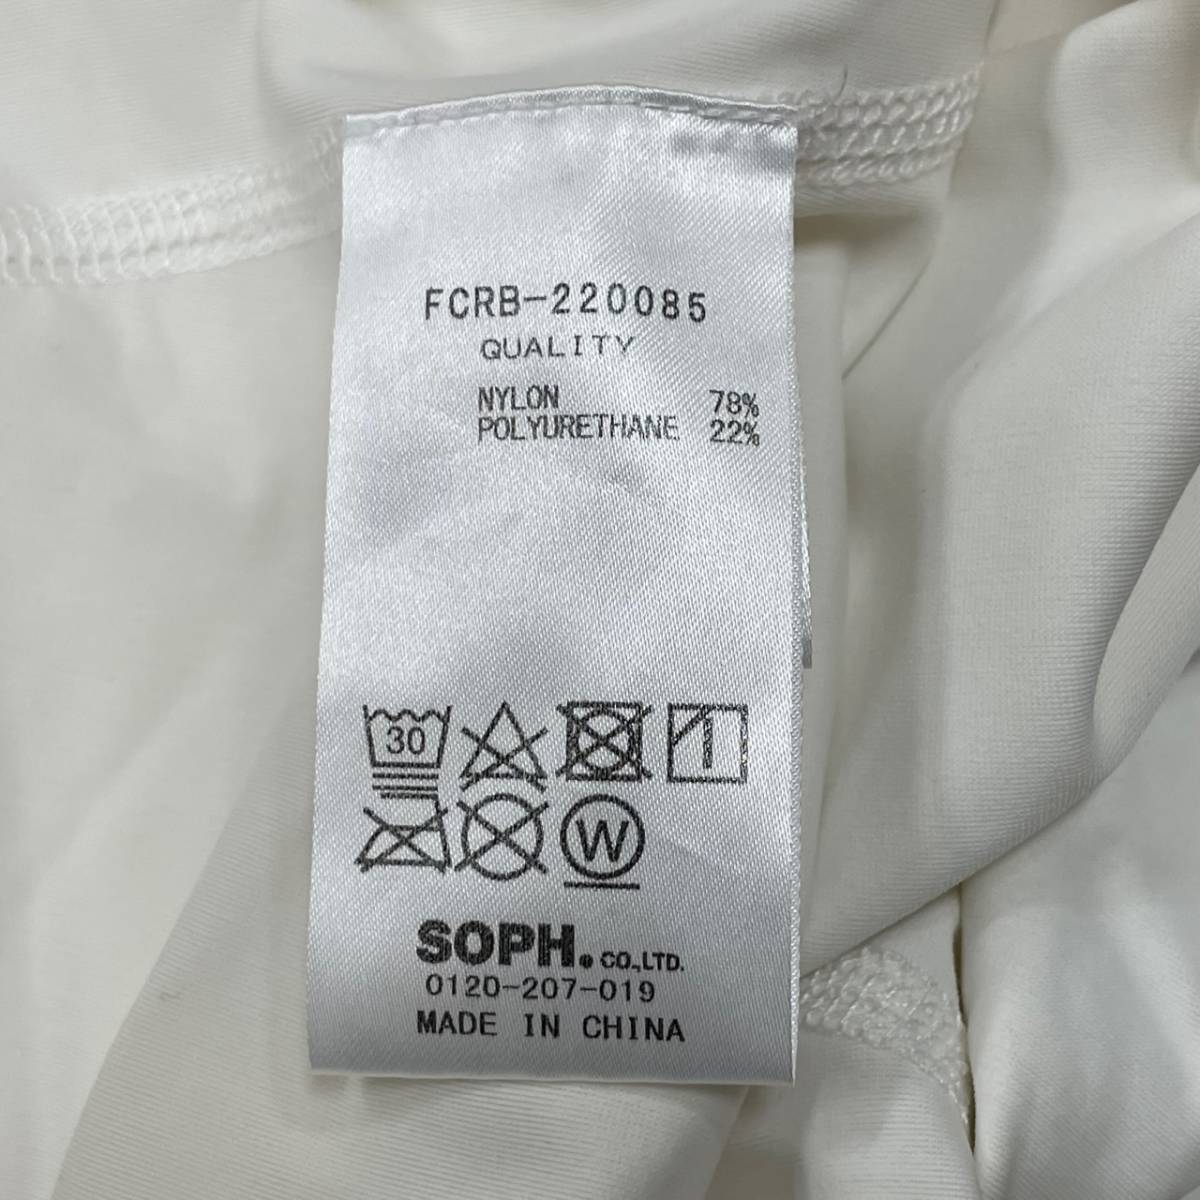 FCRB-220085
QUALITY
NYLON 78%
POLYURETHANE 22%
30
W
SOPH. CO.,LTD.
0120-207-019
MADE IN CHINA